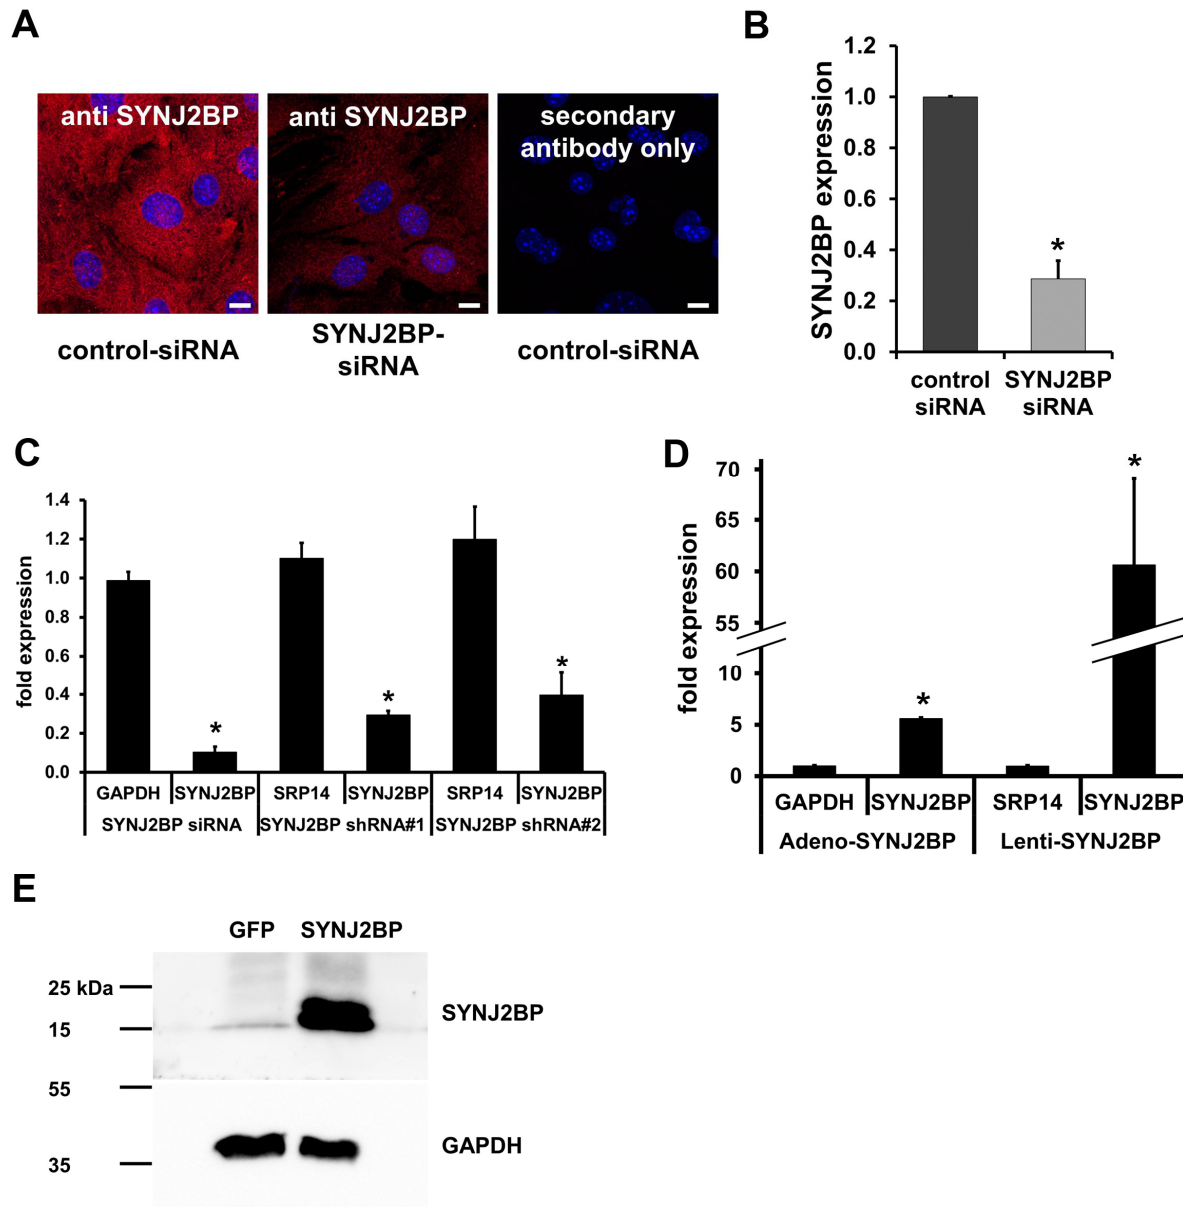 A
anti SYNJ2BP
anti SYNJ2BP
secondary
antibody only
control-siRNA
SYNJ2BP-
siRNA
control-siRNA
B
SYNJ2BP expression
1.2
1.0
0.8
0.6
0.4
0.2
0.0
*
control
siRNA
SYNJ2BP
siRNA
C
fold expression
1.4
1.2
1.0
0.8
0.6
0.4
0.2
0.0
*
*
*
GAPDH SYNJ2BP SRP14 SYNJ2BP SRP14 SYNJ2BP
SYNJ2BP siRNA SYNJ2BP shRNA#1 SYNJ2BP shRNA#2
D
fold expression
70
65
60
55
10
5
0
*
*
GAPDH SYNJ2BP SRP14 SYNJ2BP
Adeno-SYNJ2BP Lenti-SYNJ2BP
E
GFP SYNJ2BP
25 kDa
15
SYNJ2BP
55
35
GAPDH